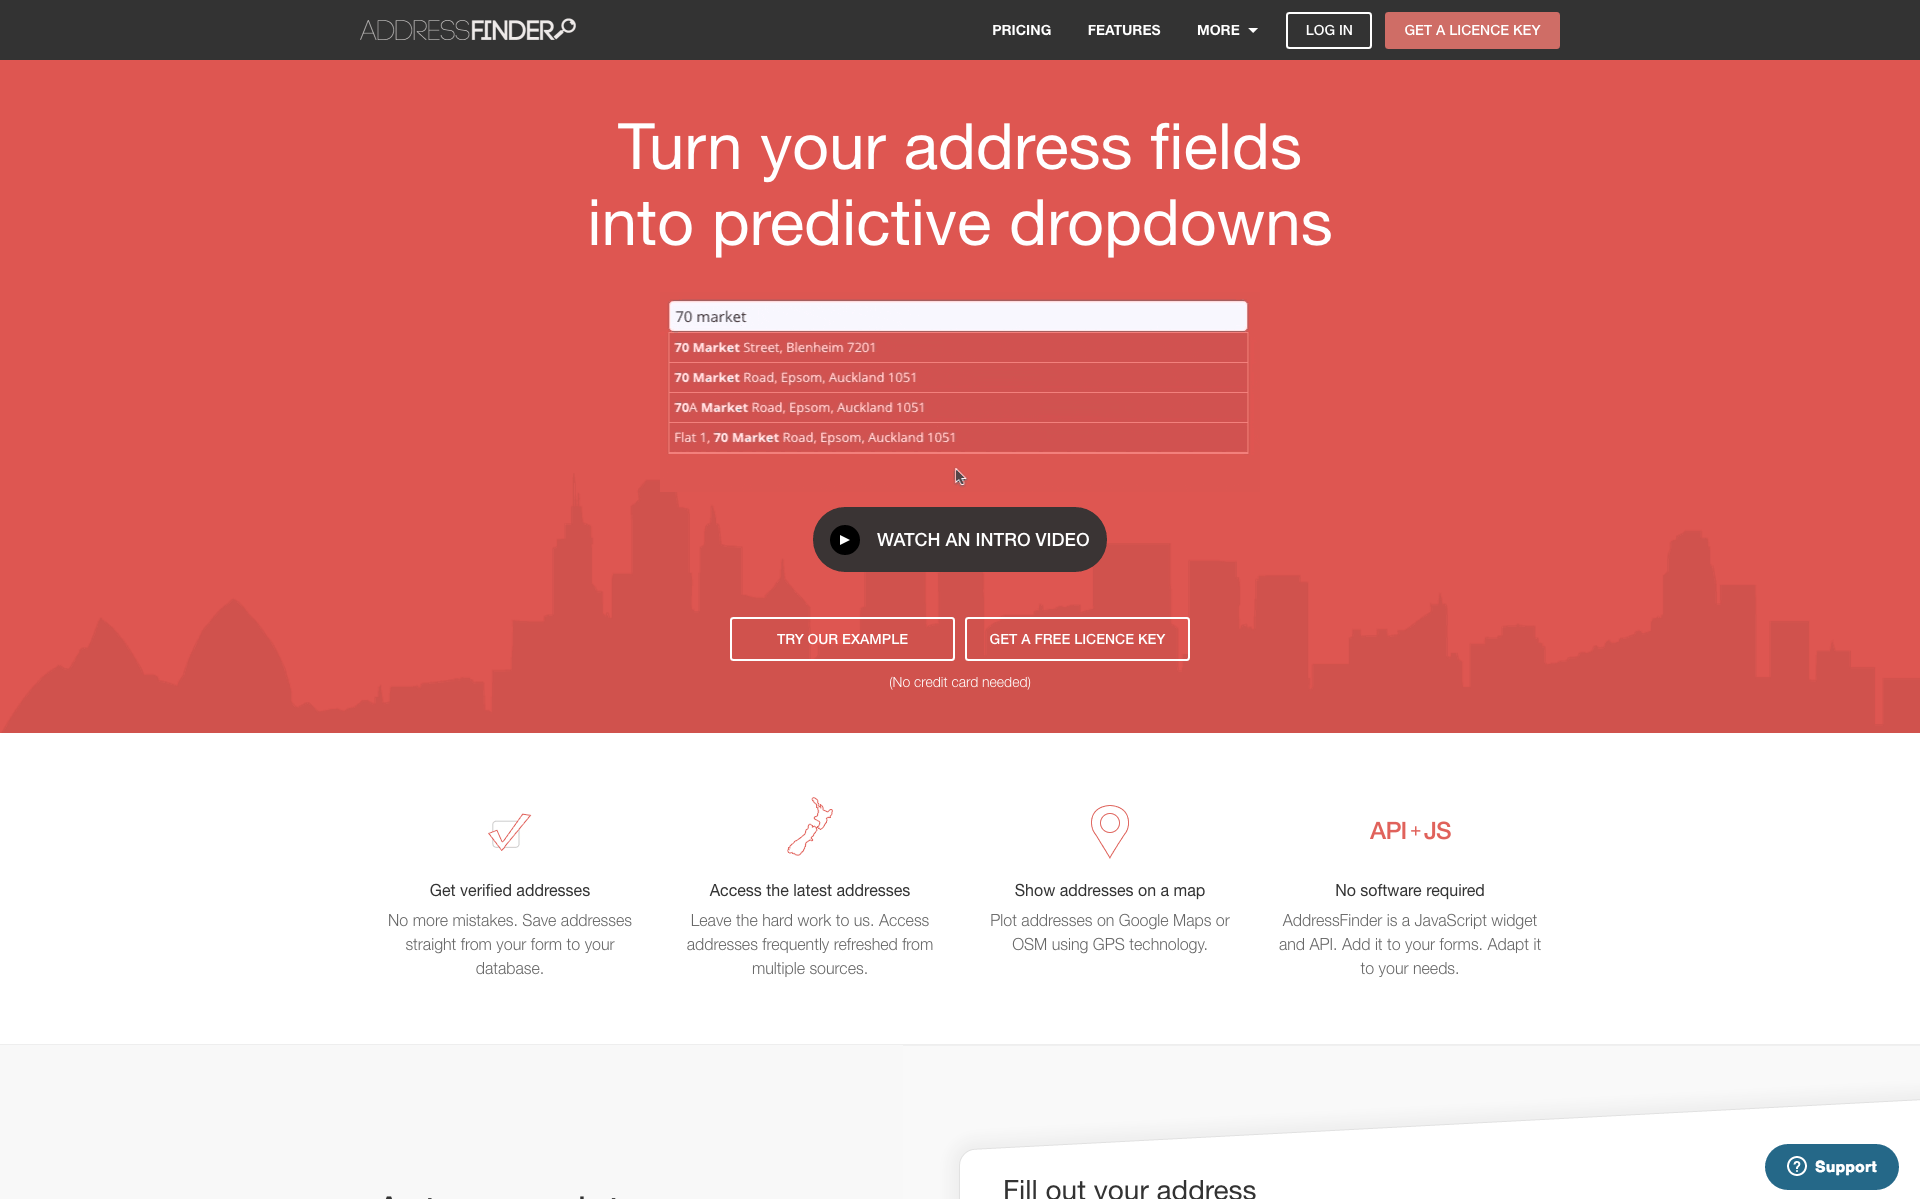 ADDRESSFINDER
PRICING
FEATURES
MORE
LOG IN
GET A LICENCE KEY
Turn your address fields
into predictive dropdowns
70 market
70 Market Street, Blenheim 7201
70 Market Road, Epsom, Auckland 1051
70A Market Road, Epsom, Auckland 1051
Flat 1, 70 Market Road, Epsom, Auckland 1051
WATCH AN INTRO VIDEO
TRY OUR EXAMPLE
GET A FREE LICENCE KEY
(No credit card needed)
Get verified addresses
No more mistakes. Save addresses
straight from your form to your
database.
Access the latest addresses
Leave the hard work to us. Access
addresses frequently refreshed from
multiple sources.
Show addresses on a map
Plot addresses on Google Maps or
OSM using GPS technology.
API + JS
No software required
AddressFinder is a JavaScript widget
and API. Add it to your forms. Adapt it
to your needs.
Fill out your address
Support